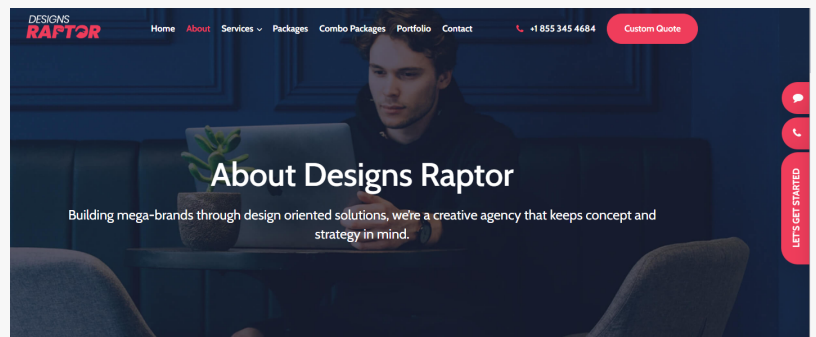 DESIGNS
RAPTOR
Home About Services Packages Combo Packages Portfolio Contact +1 855 345 4684 Custom Quote
About Designs Raptor
Building mega-brands through design oriented solutions, we're a creative agency that keeps concept and
strategy in mind.
LET'S GET STARTED